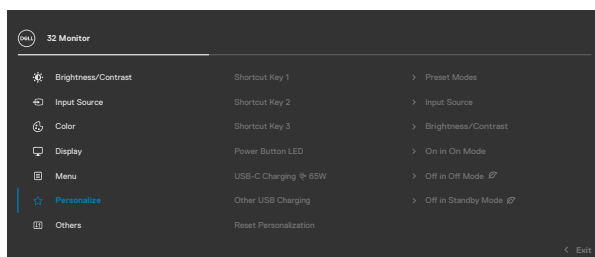 DELL 32 Monitor
Brightness/Contrast Shortcut Key 1 > Preset Modes
Input Source Shortcut Key 2 > Input Source
Color Shortcut Key 3 > Brightness/Contrast
Display Power Button LED > On in On Mode
Menu USB-C Charging 65W > Off in Off Mode
Personalize Other USB Charging > Off in Standby Mode
Others Reset Personalization
< Exit